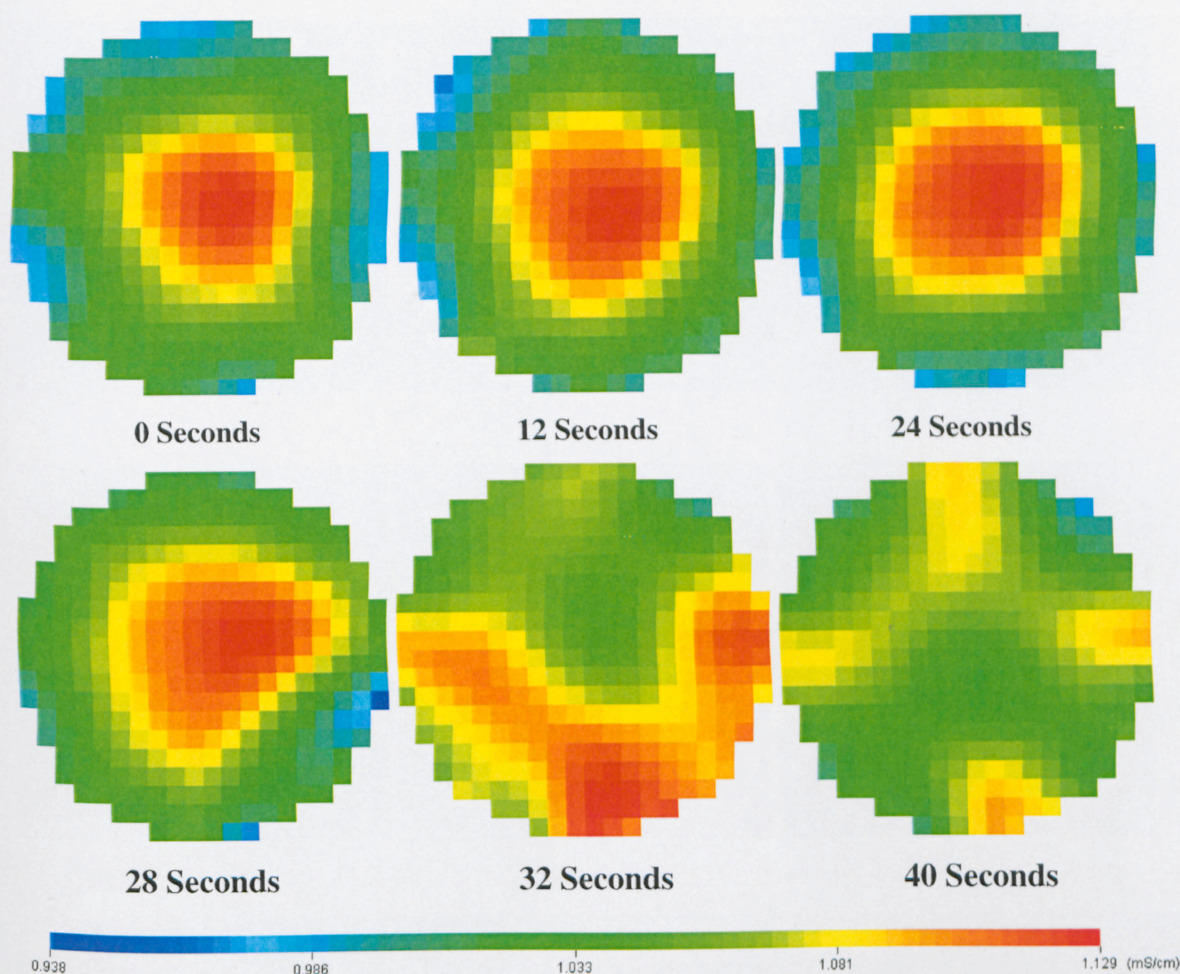 0 Seconds
12 Seconds
24 Seconds
28 Seconds
32 Seconds
40 Seconds
0.938
0.986
1.033
1.081
1.129 (mS/cm)